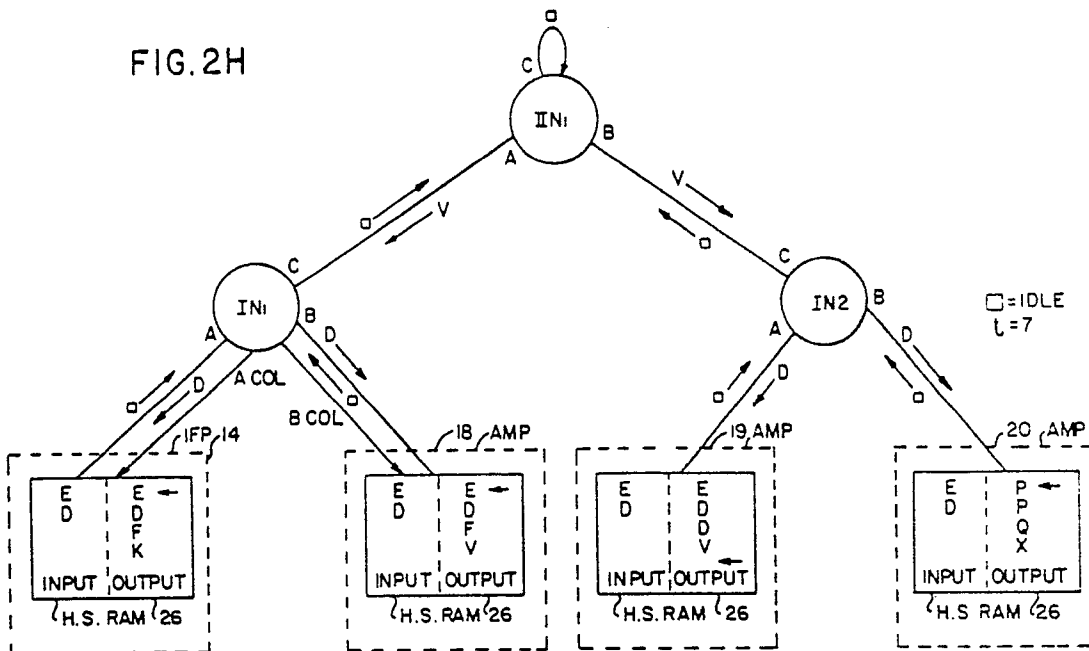 FIG. 2H
C
IIN1
A
B
□
V
V
□
C
C
IN1
IN2
A
B
A
B
□=IDLE
t=7
D
D
A COL
B COL
□
□
□
D
D
□
IFP 14
18 AMP
19 AMP
20 AMP
E E
D D
F
K
INPUT OUTPUT
H.S. RAM 26
E E
D D
F
V
INPUT OUTPUT
H.S. RAM 26
E E
D D
D
V
INPUT OUTPUT
H.S. RAM 26
E P
D P
Q
X
INPUT OUTPUT
H.S. RAM 26